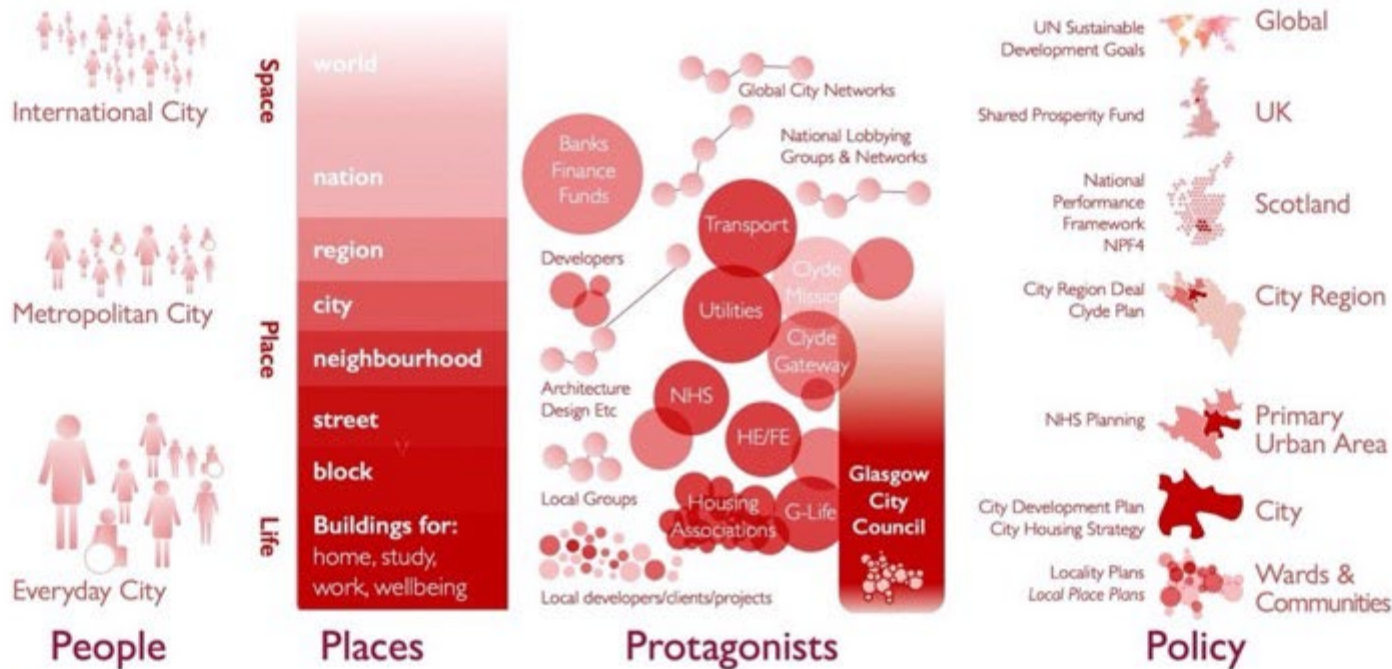 International City
Metropolitan City
Everyday City
People
Space
Place
Life
world
nation
region
city
neighbourhood
street
block
Buildings for:
home, study,
work, wellbeing
Places
Global City Networks
Banks
Finance
Funds
National Lobbying
Groups & Networks
Transport
Developers
Clyde
Mission
Utilities
Clyde
Gateway
Architecture
Design Etc
NHS
HE/FE
Local Groups
Housing
Associations
G-Life
Glasgow
City
Council
Local developers/clients/projects
Protagonists
UN Sustainable
Development Goals
Global
Shared Prosperity Fund
UK
National
Performance
Framework
NPF4
Scotland
City Region Deal
Clyde Plan
City Region
NHS Planning
Primary
Urban Area
City Development Plan
City Housing Strategy
City
Locality Plans
Local Place Plans
Wards &
Communities
Policy